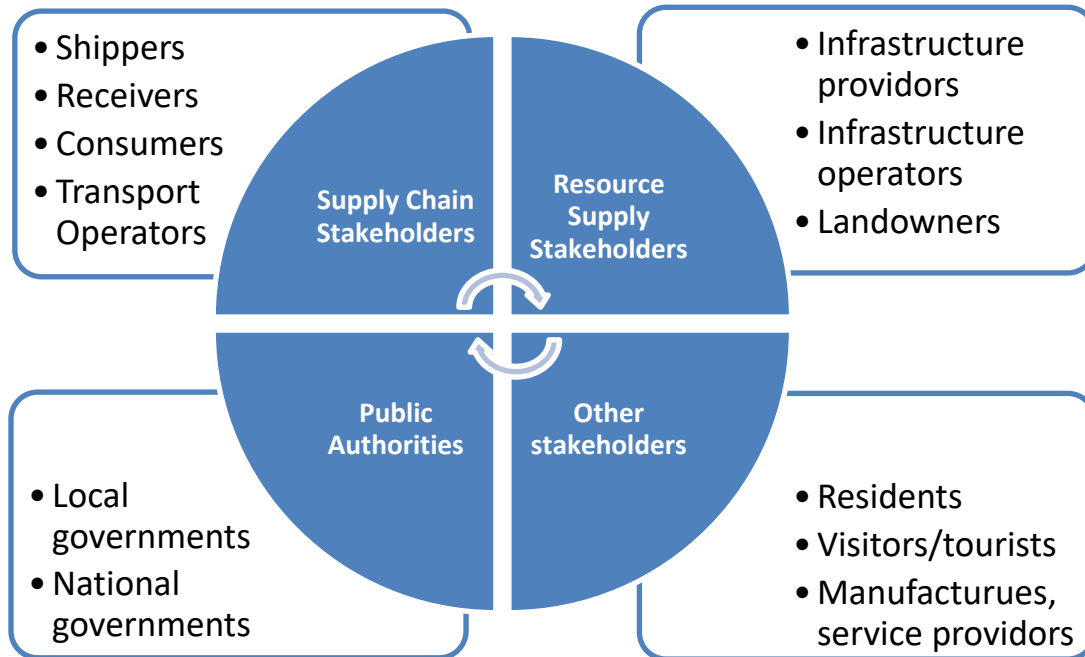 • Shippers
• Receivers
• Consumers
• Transport
Operators
Supply Chain
Stakeholders
Resource
Supply
Stakeholders
• Infrastructure
providors
• Infrastructure
operators
• Landowners
• Local
governments
• National
governments
Public
Authorities
Other
stakeholders
• Residents
• Visitors/tourists
• Manufacturues,
service providors